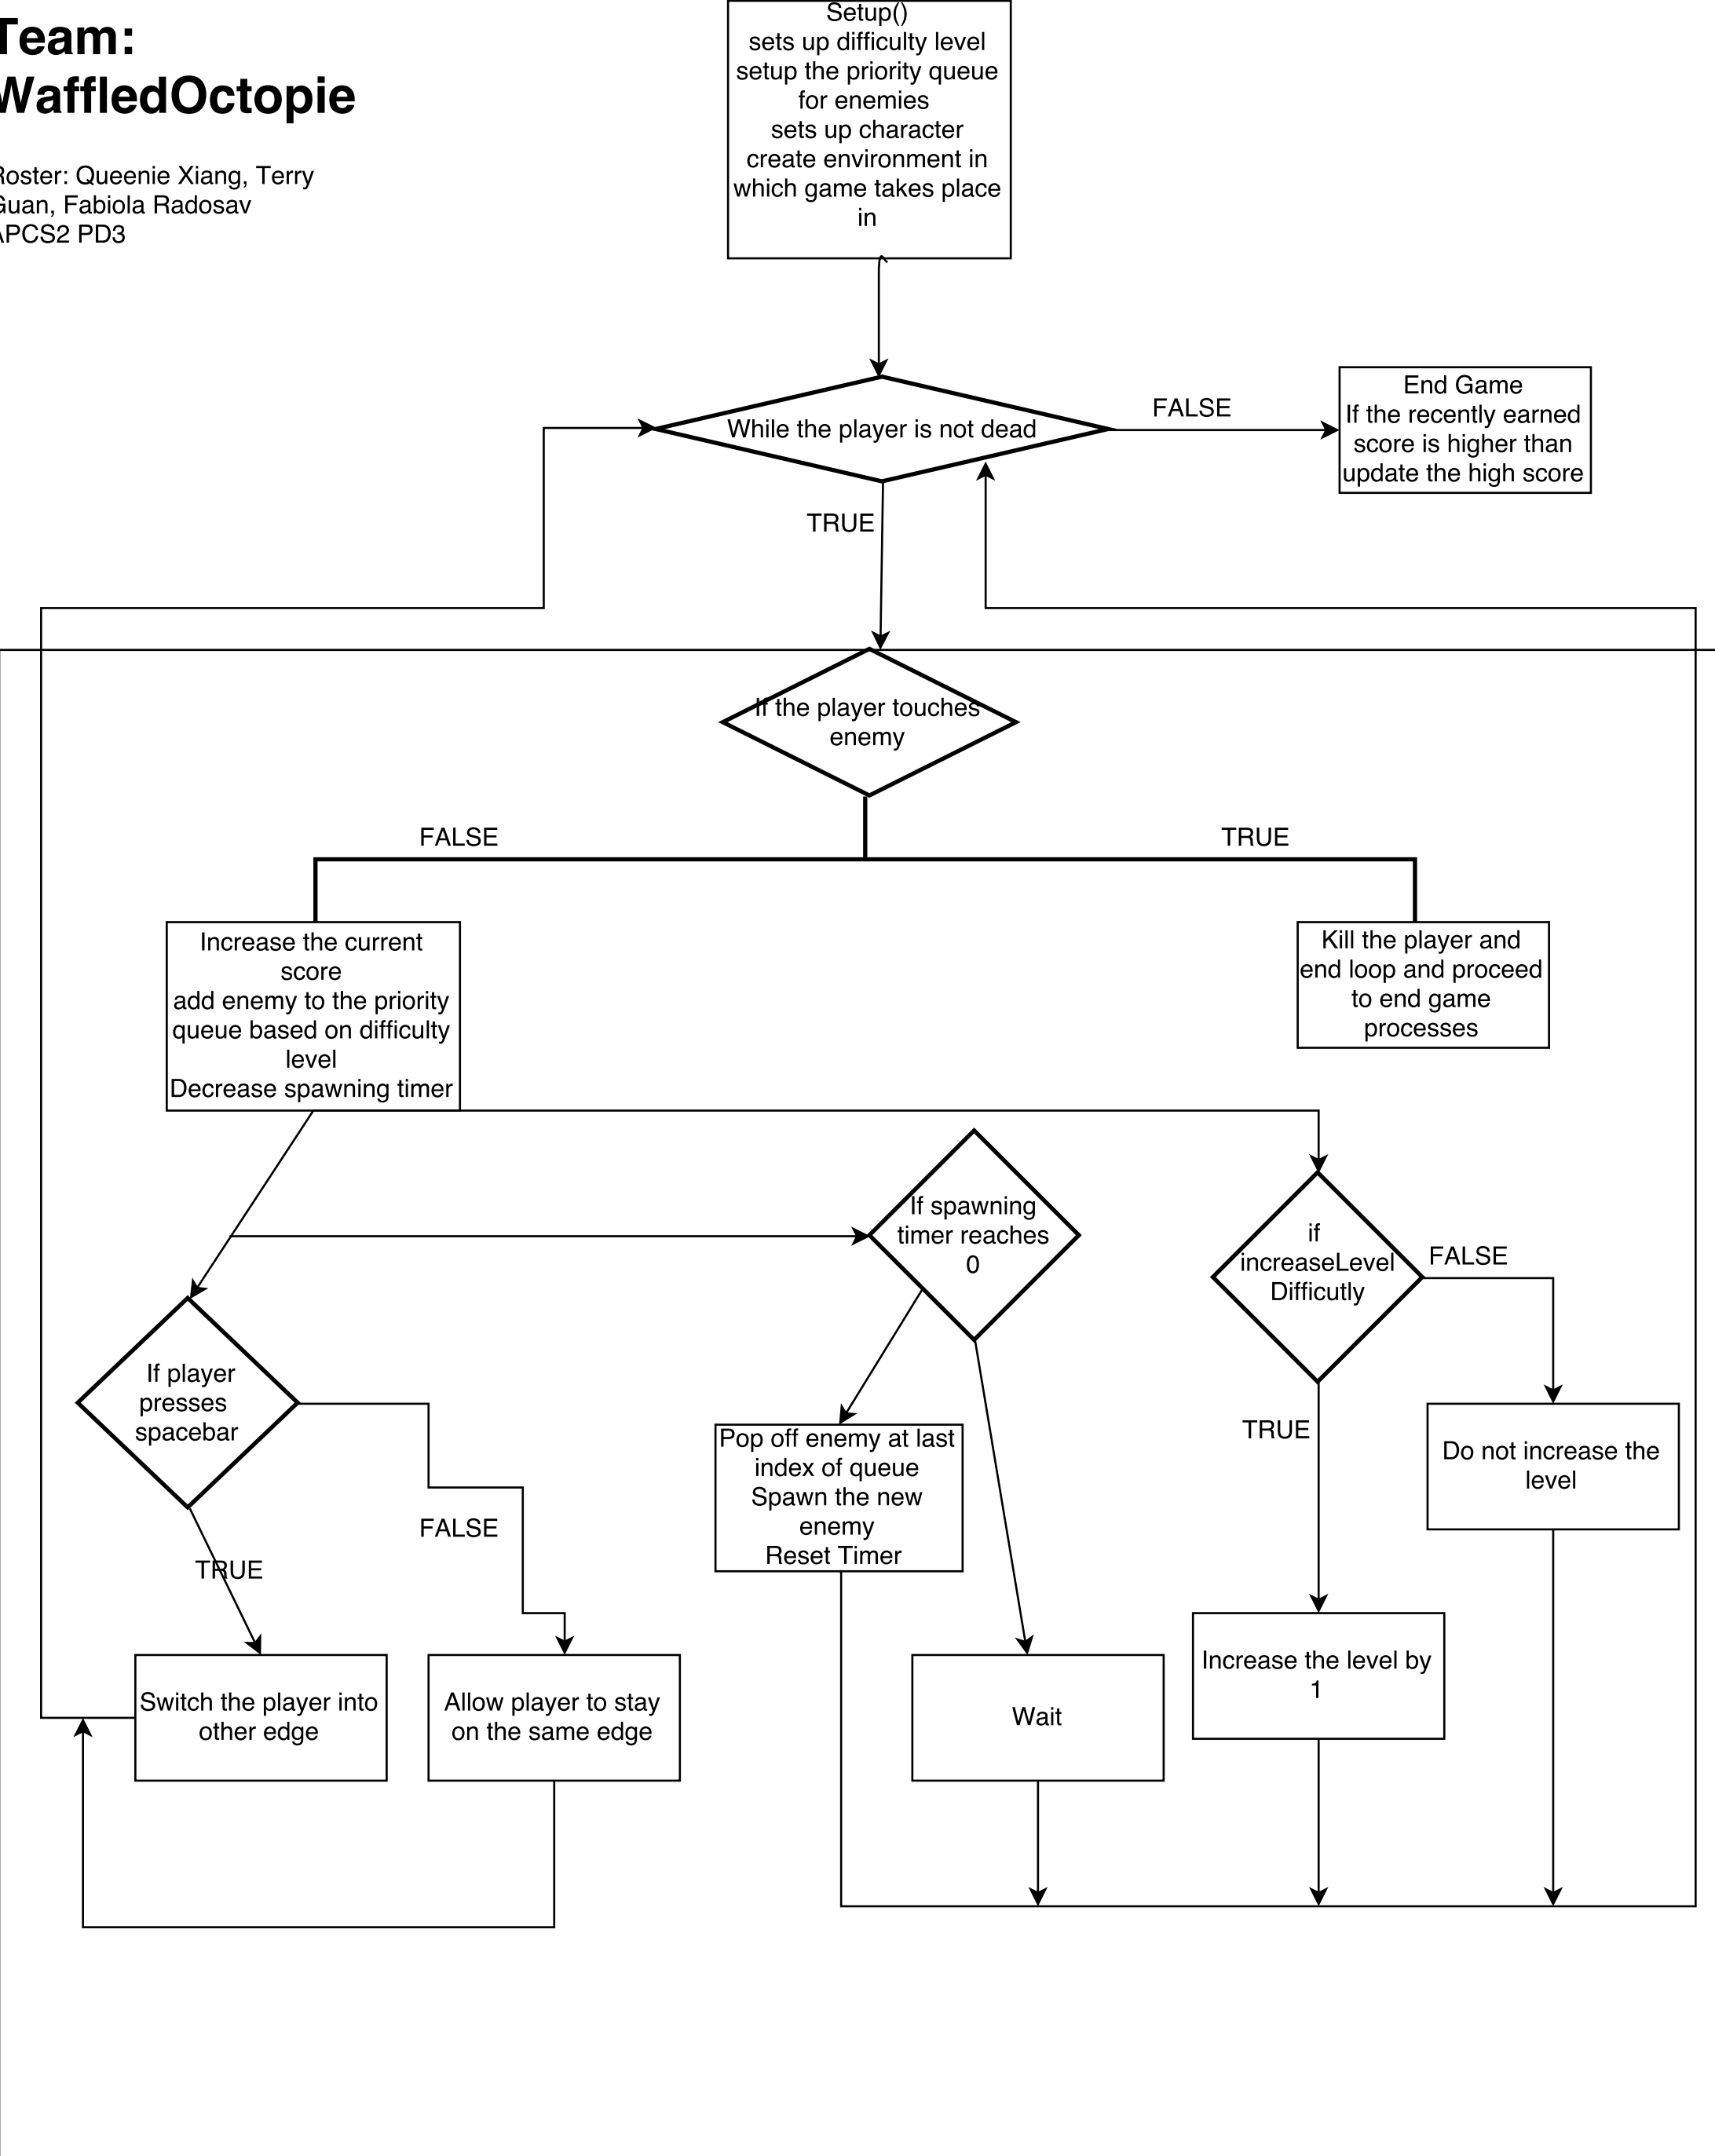 Team:
WaffledOctopie
Roster: Queenie Xiang, Terry
Guan, Fabiola Radosav
APCS2 PD3
Setup()
sets up difficulty level
setup the priority queue
for enemies
sets up character
create environment in
which game takes place
in
While the player is not dead
FALSE
End Game
If the recently earned
score is higher than
update the high score
TRUE
If the player touches
enemy
FALSE
TRUE
Increase the current
score
add enemy to the priority
queue based on difficulty
level
Decrease spawning timer
Kill the player and
end loop and proceed
to end game
processes
If spawning
timer reaches
0
if
increaseLevel
Difficutly
FALSE
If player
presses
spacebar
TRUE
FALSE
Pop off enemy at last
index of queue
Spawn the new
enemy
Reset Timer
TRUE
Do not increase the
level
Switch the player into
other edge
Allow player to stay
on the same edge
Wait
Increase the level by
1